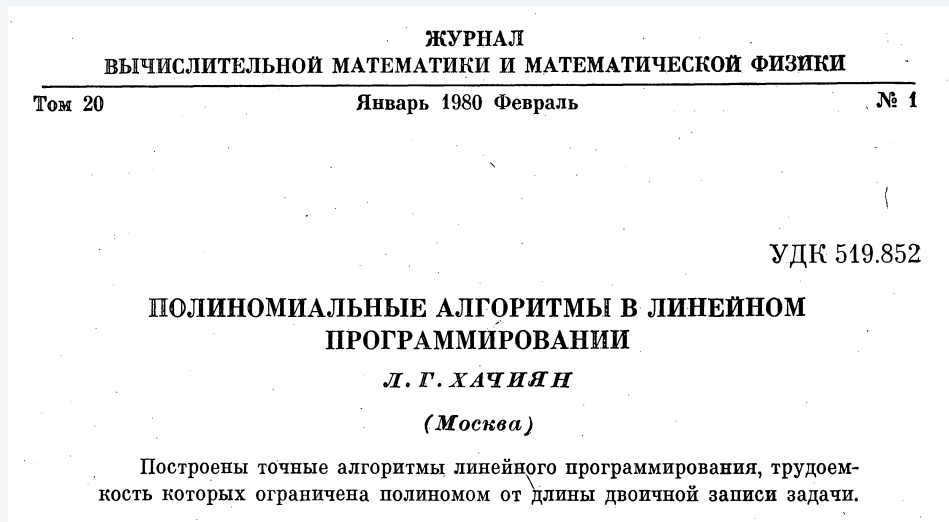 ЖУРНАЛ
ВЫЧИСЛИТЕЛЬНОЙ МАТЕМАТИКИ И МАТЕМАТИЧЕСКОЙ ФИЗИКИ
Том 20 Январь 1980 Февраль № 1
УДК 519.852
ПОЛИНОМИАЛЬНЫЕ АЛГОРИТМЫ В ЛИНЕЙНОМ
ПРОГРАММИРОВАНИИ
Л. Г. ХАЧИЯН
(Москва)
Построены точные алгоритмы линейного программирования, трудоем-
кость которых ограничена полиномом от длины двоичной записи задачи.